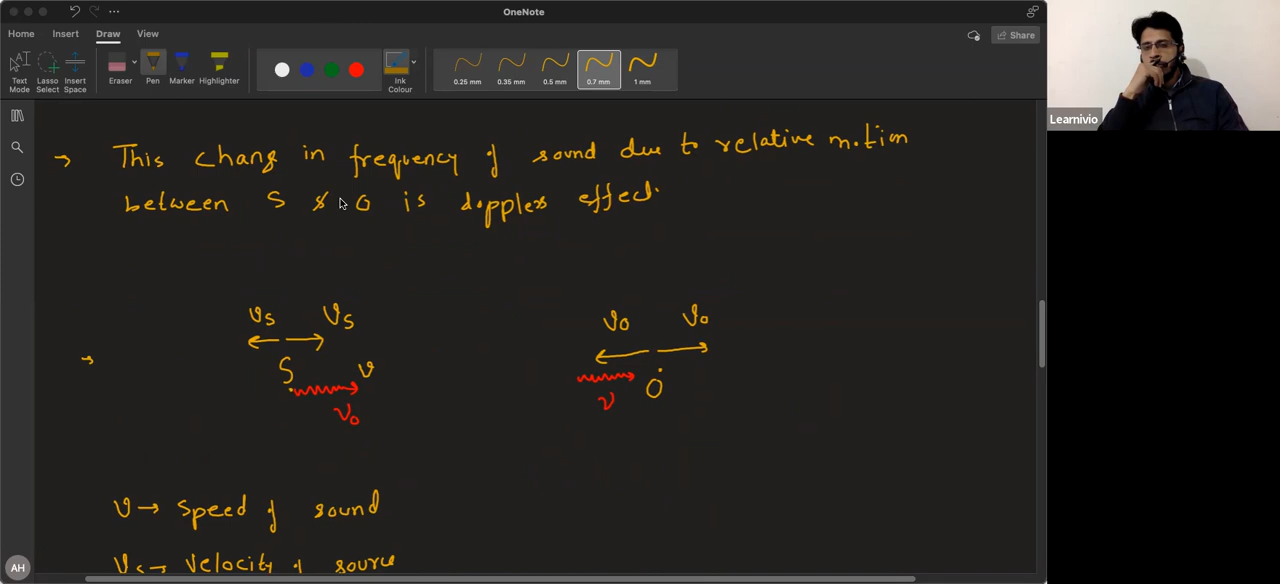 OneNote
Home Insert Draw View
Share
Text Mode
Lasso Select
Insert Space
Eraser
Pen
Marker
Highlighter
Ink Colour
0.25 mm
0.35 mm
0.5 mm
0.7 mm
1 mm
Learnivio
→ This chang in frequency of sound due to relative motion
between S & O is doppler effect.
vs vs
vo vo
→
S v
O
ν0
ν
v → speed of sound
vs → velocity of source
AH